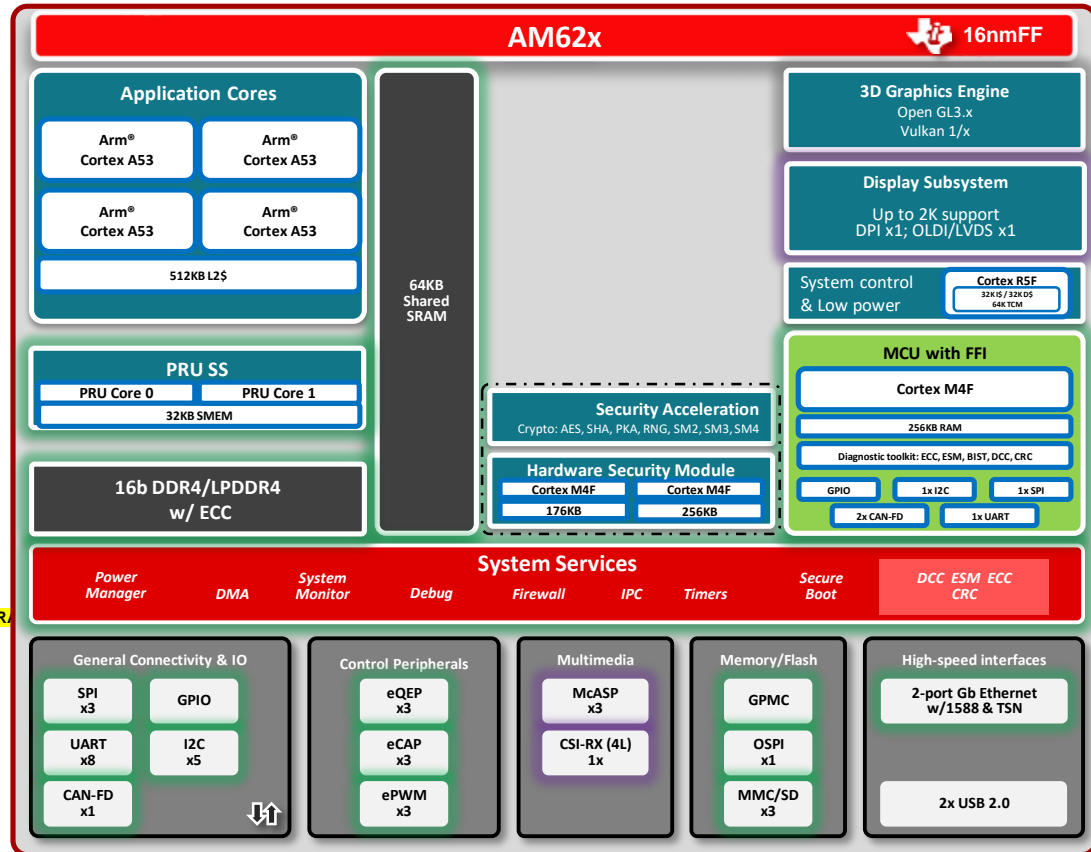 AM62x
16nmFF
Application Cores
Arm®
Cortex A53
Arm®
Cortex A53
Arm®
Cortex A53
Arm®
Cortex A53
512KB L2$
64KB
Shared
SRAM
3D Graphics Engine
Open GL3.x
Vulkan 1/x
Display Subsystem
Up to 2K support
DPI x1; OLDI/LVDS x1
System control
& Low power
Cortex R5F
32K I$ / 32K D$
64K TCM
PRU SS
PRU Core 0
PRU Core 1
32KB SMEM
MCU with FFI
Cortex M4F
256KB RAM
Diagnostic toolkit: ECC, ESM, BIST, DCC, CRC
GPIO
1x I2C
1x SPI
2x CAN-FD
1x UART
Security Acceleration
Crypto: AES, SHA, PKA, RNG, SM2, SM3, SM4
Hardware Security Module
Cortex M4F
Cortex M4F
176KB
256KB
16b DDR4/LPDDR4
w/ ECC
System Services
Power
Manager
DMA
System
Monitor
Debug
Firewall
IPC
Timers
Secure
Boot
DCC ESM ECC
CRC
General Connectivity & IO
SPI
x3
GPIO
UART
x8
I2C
x5
CAN-FD
x1
Control Peripherals
eQEP
x3
eCAP
x3
ePWM
x3
Multimedia
McASP
x3
CSI-RX (4L)
1x
Memory/Flash
GPMC
OSPI
x1
MMC/SD
x3
High-speed interfaces
2-port Gb Ethernet
w/1588 & TSN
2x USB 2.0